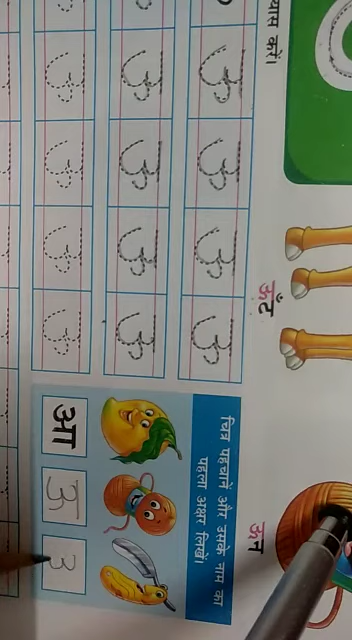 यास करें।
ऊँट
ऊन
ऊ ऊ ऊ ऊ
ऊ ऊ ऊ ऊ
चित्र पहचानें और उसके नाम का
पहला अक्षर लिखें।
आ ऊ उ